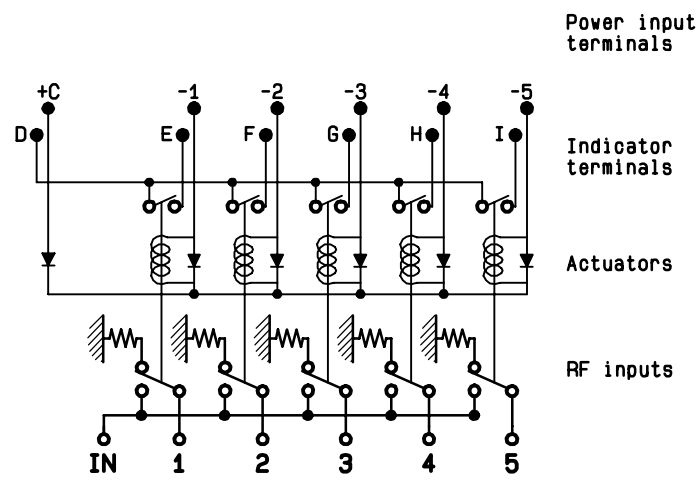 Power input
terminals
+C -1 -2 -3 -4 -5
D E F G H I
Indicator
terminals
Actuators
RF inputs
IN 1 2 3 4 5